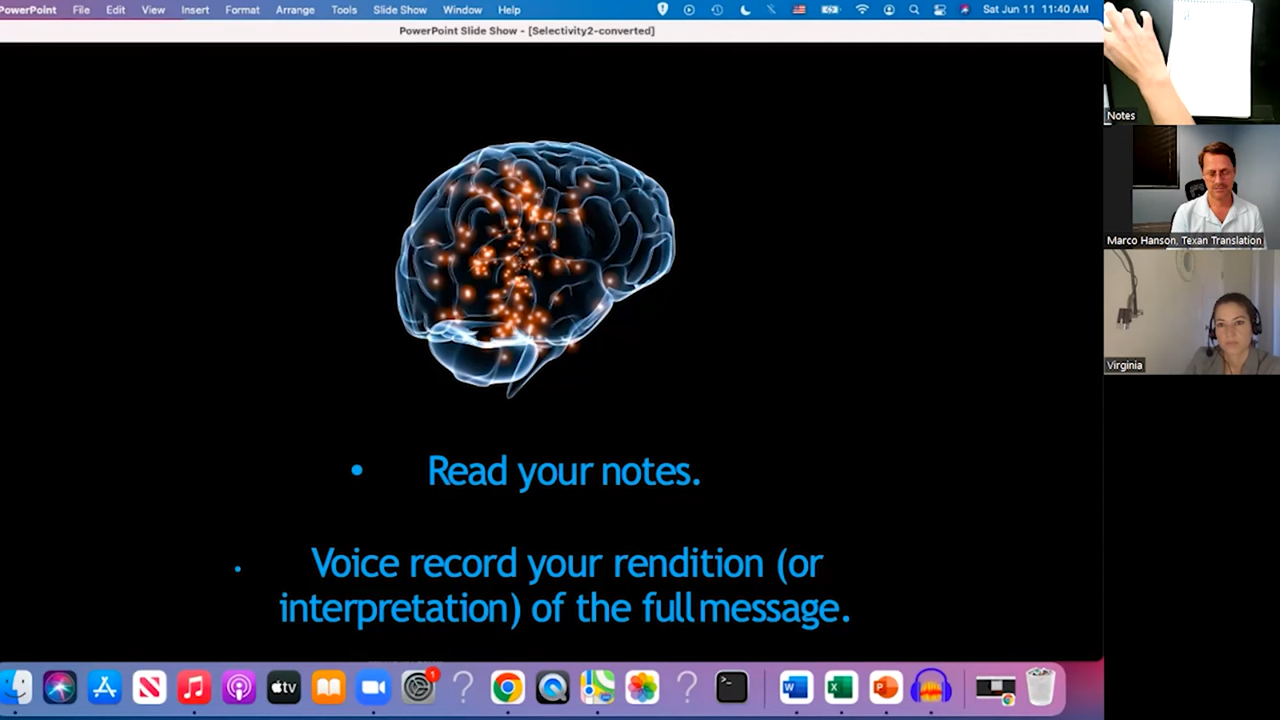 PowerPoint File Edit View Insert Format Arrange Tools Slide Show Window Help Sat Jun 11 11:40 AM
PowerPoint Slide Show - [Selectivity2-converted]
Notes
Marco Hanson, Texan Translation
Virginia
• Read your notes.
• Voice record your rendition (or
interpretation) of the full message.
tv
1
W
X
P